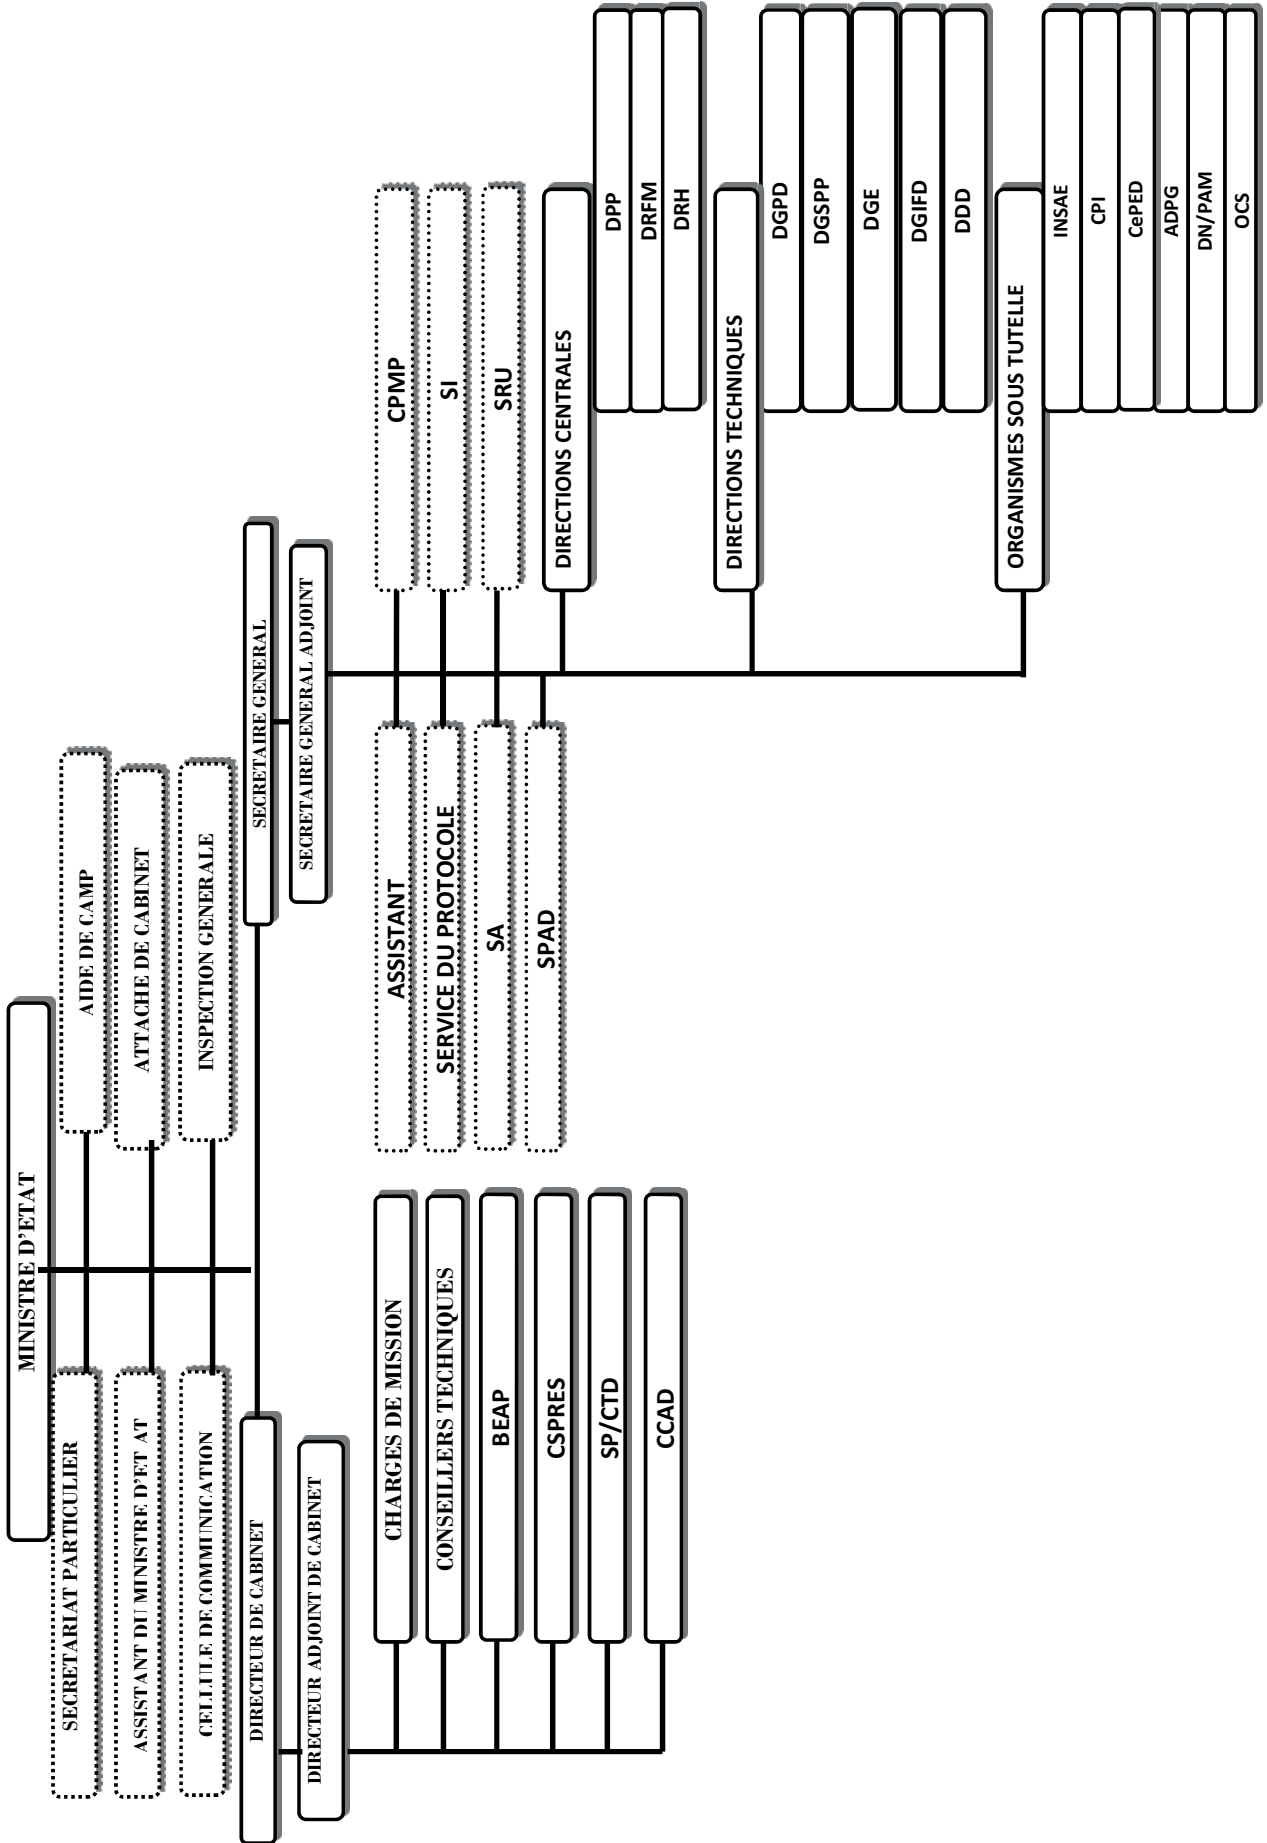 MINISTRE D’ETAT
SECRETARIAT PARTICULIER
AIDE DE CAMP
ASSISTANT DU MINISTRE D’ET AT
ATTACHE DE CABINET
CELLULE DE COMMUNICATION
INSPECTION GENERALE
DIRECTEUR DE CABINET
SECRETAIRE GENERAL
DIRECTEUR ADJOINT DE CABINET
SECRETAIRE GENERAL ADJOINT
CHARGES DE MISSION
CONSEILLERS TECHNIQUES
BEAP
CSPRES
SP/CTD
CCAD
ASSISTANT
SERVICE DU PROTOCOLE
SA
SPAD
CPMP
SI
SRU
DIRECTIONS CENTRALES
DPP
DRFM
DRH
DIRECTIONS TECHNIQUES
DGPD
DGSPP
DGE
DGIFD
DDD
ORGANISMES SOUS TUTELLE
INSAE
CPI
CePED
ADPG
DN/PAM
OCS